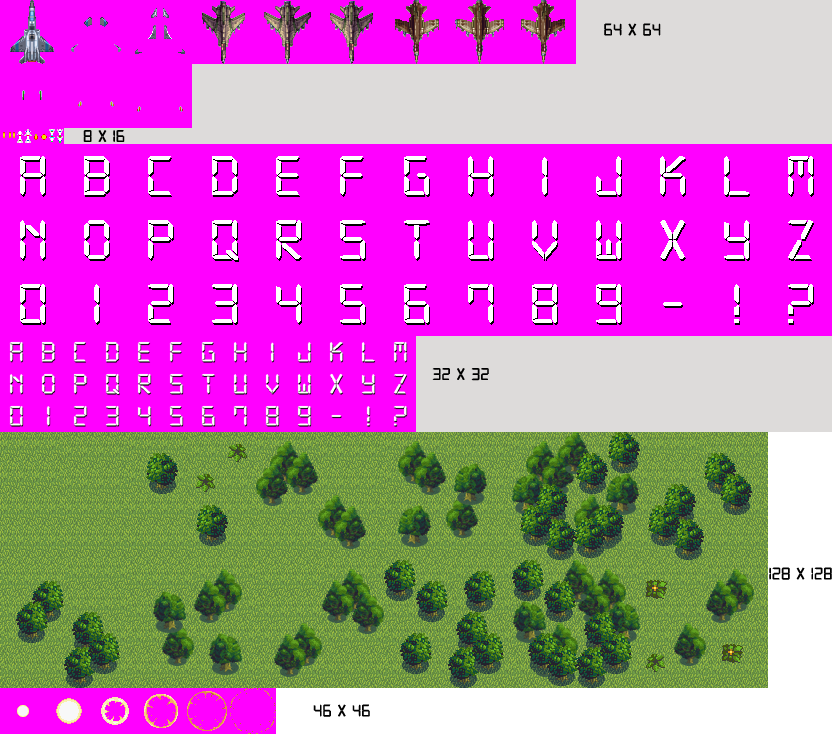 64 X 64
8 X 16
A B C D E F G H I J K L M
N O P Q R S T U V W X Y Z
0 1 2 3 4 5 6 7 8 9 - ! ?
A B C D E F G H I J K L M
N O P Q R S T U V W X Y Z
0 1 2 3 4 5 6 7 8 9 - ! ?
32 X 32
128 X 128
46 X 46